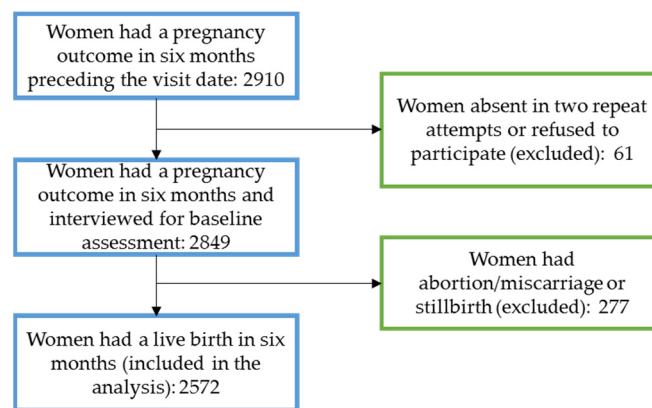 Women had a pregnancy
outcome in six months
preceding the visit date: 2910
Women absent in two repeat
attempts or refused to
participate (excluded): 61
Women had a pregnancy
outcome in six months and
interviewed for baseline
assessment: 2849
Women had
abortion/miscarriage or
stillbirth (excluded): 277
Women had a live birth in six
months (included in the
analysis): 2572